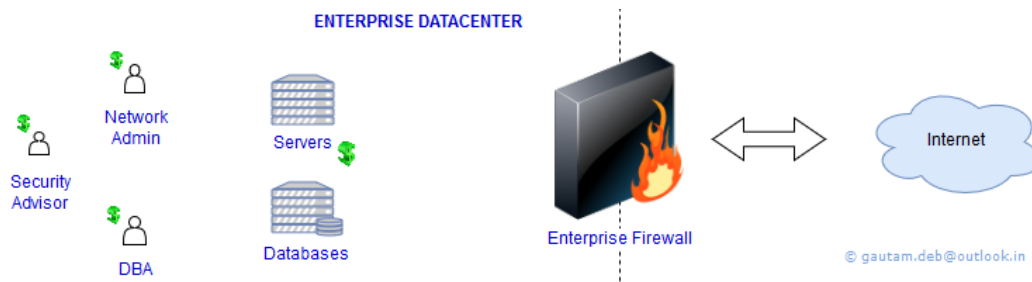 ENTERPRISE DATACENTER
Network
Admin
Servers
Security
Advisor
Internet
DBA
Databases
Enterprise Firewall
© gautam.deb@outlook.in